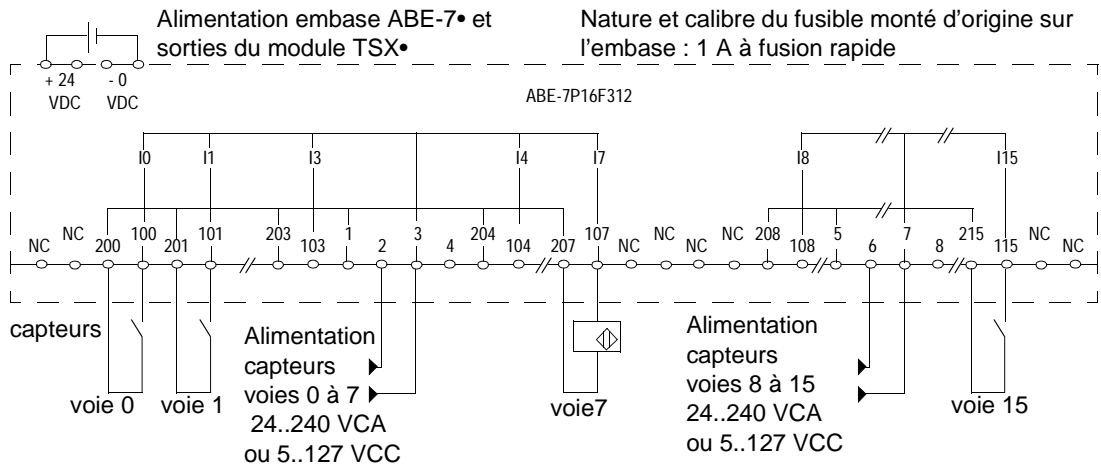 Alimentation embase ABE-7• et
sorties du module TSX•
Nature et calibre du fusible monté d'origine sur
l'embase : 1 A à fusion rapide
+ 24 - 0
VDC VDC
ABE-7P16F312
I0 I1 I3 I4 I7 I8 I15
NC NC 200 100 201 101 203 103 1 2 3 4 204 104 207 107 NC NC NC NC 208 108 5 6 7 8 215 115 NC NC
capteurs
voie 0
voie 1
Alimentation
capteurs
voies 0 à 7
24..240 VCA
ou 5..127 VCC
voie7
Alimentation
capteurs
voies 8 à 15
24..240 VCA
ou 5..127 VCC
voie 15